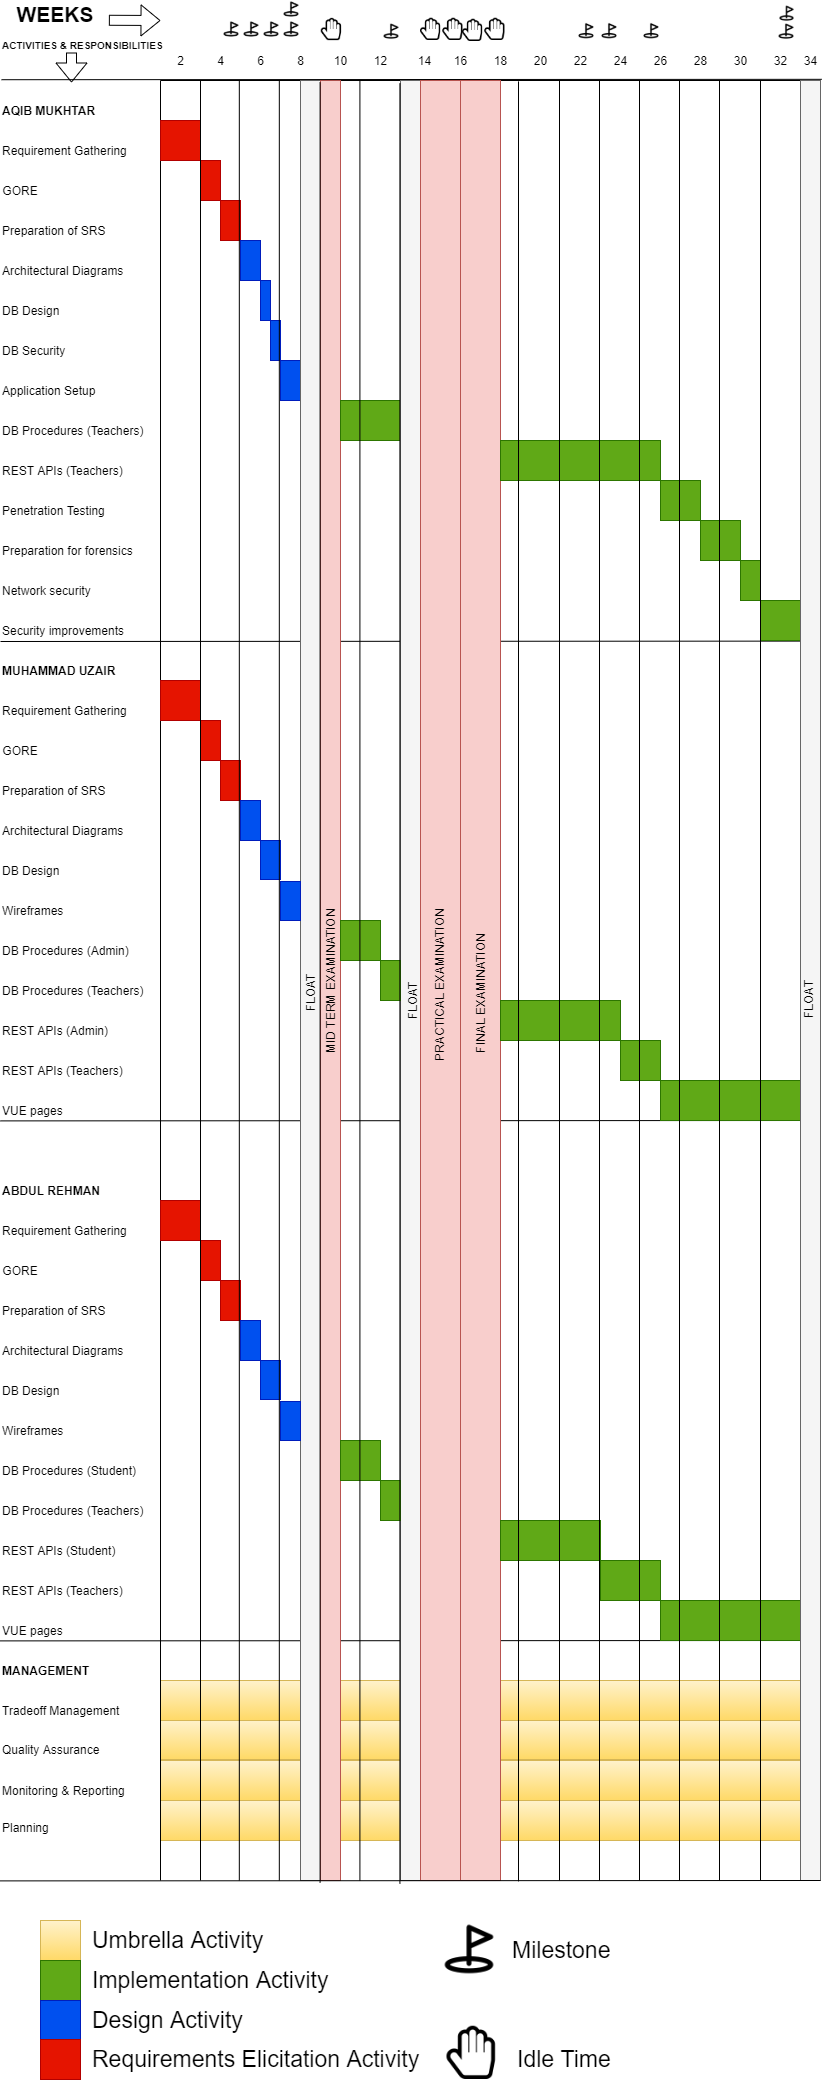 WEEKS
ACTIVITIES & RESPONSIBILITIES
2 4 6 8 10 12 14 16 18 20 22 24 26 28 30 32 34
AQIB MUKHTAR
Requirement Gathering
GORE
Preparation of SRS
Architectural Diagrams
DB Design
DB Security
Application Setup
DB Procedures (Teachers)
REST APIs (Teachers)
Penetration Testing
Preparation for forensics
Network security
Security improvements
MUHAMMAD UZAIR
Requirement Gathering
GORE
Preparation of SRS
Architectural Diagrams
DB Design
Wireframes
DB Procedures (Admin)
DB Procedures (Teachers)
REST APIs (Admin)
REST APIs (Teachers)
VUE pages
FLOAT
MID TERM EXAMINATION
FLOAT
PRACTICAL EXAMINATION
FINAL EXAMINATION
FLOAT
ABDUL REHMAN
Requirement Gathering
GORE
Preparation of SRS
Architectural Diagrams
DB Design
Wireframes
DB Procedures (Student)
DB Procedures (Teachers)
REST APIs (Student)
REST APIs (Teachers)
VUE pages
MANAGEMENT
Tradeoff Management
Quality Assurance
Monitoring & Reporting
Planning
Umbrella Activity
Implementation Activity
Design Activity
Requirements Elicitation Activity
Milestone
Idle Time